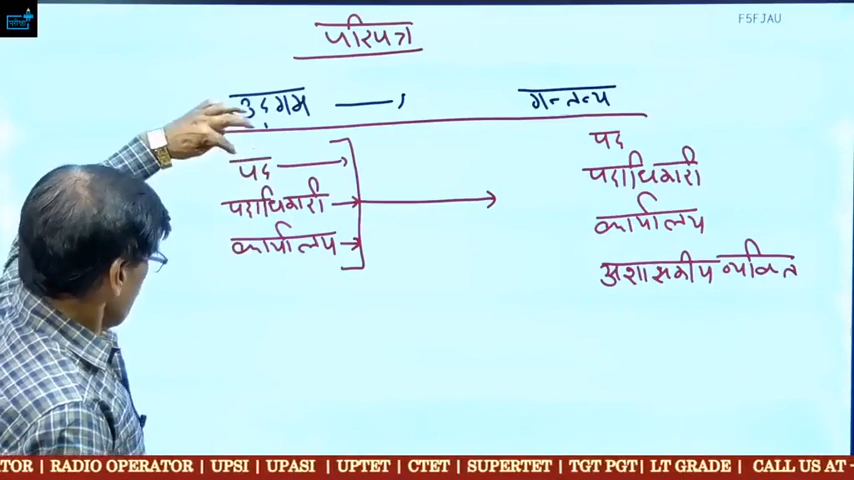 परीक्षा
F5FJAU
परिपत्र
उद्गम → गन्तव्य
पद
पद
पदाधिकारी
पदाधिकारी
कार्यालय
कार्यालय
अशासकीय व्यक्ति
TOR | RADIO OPERATOR | UPSI | UPASI | UPTET | CTET | SUPERTET | TGT PGT| LT GRADE | CALL US AT -